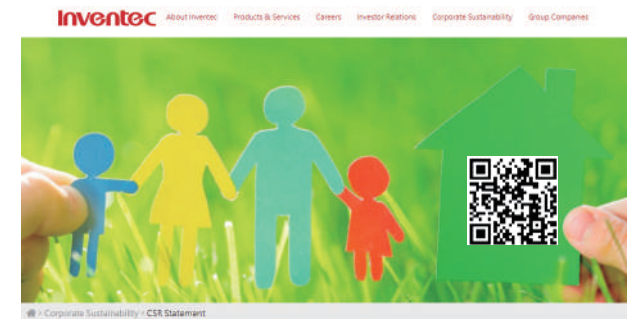 Inventec About Inventec Products & Services Careers Investor Relations Corporate Sustainability Group Companies
> Corporate Sustainability > CSR Statement